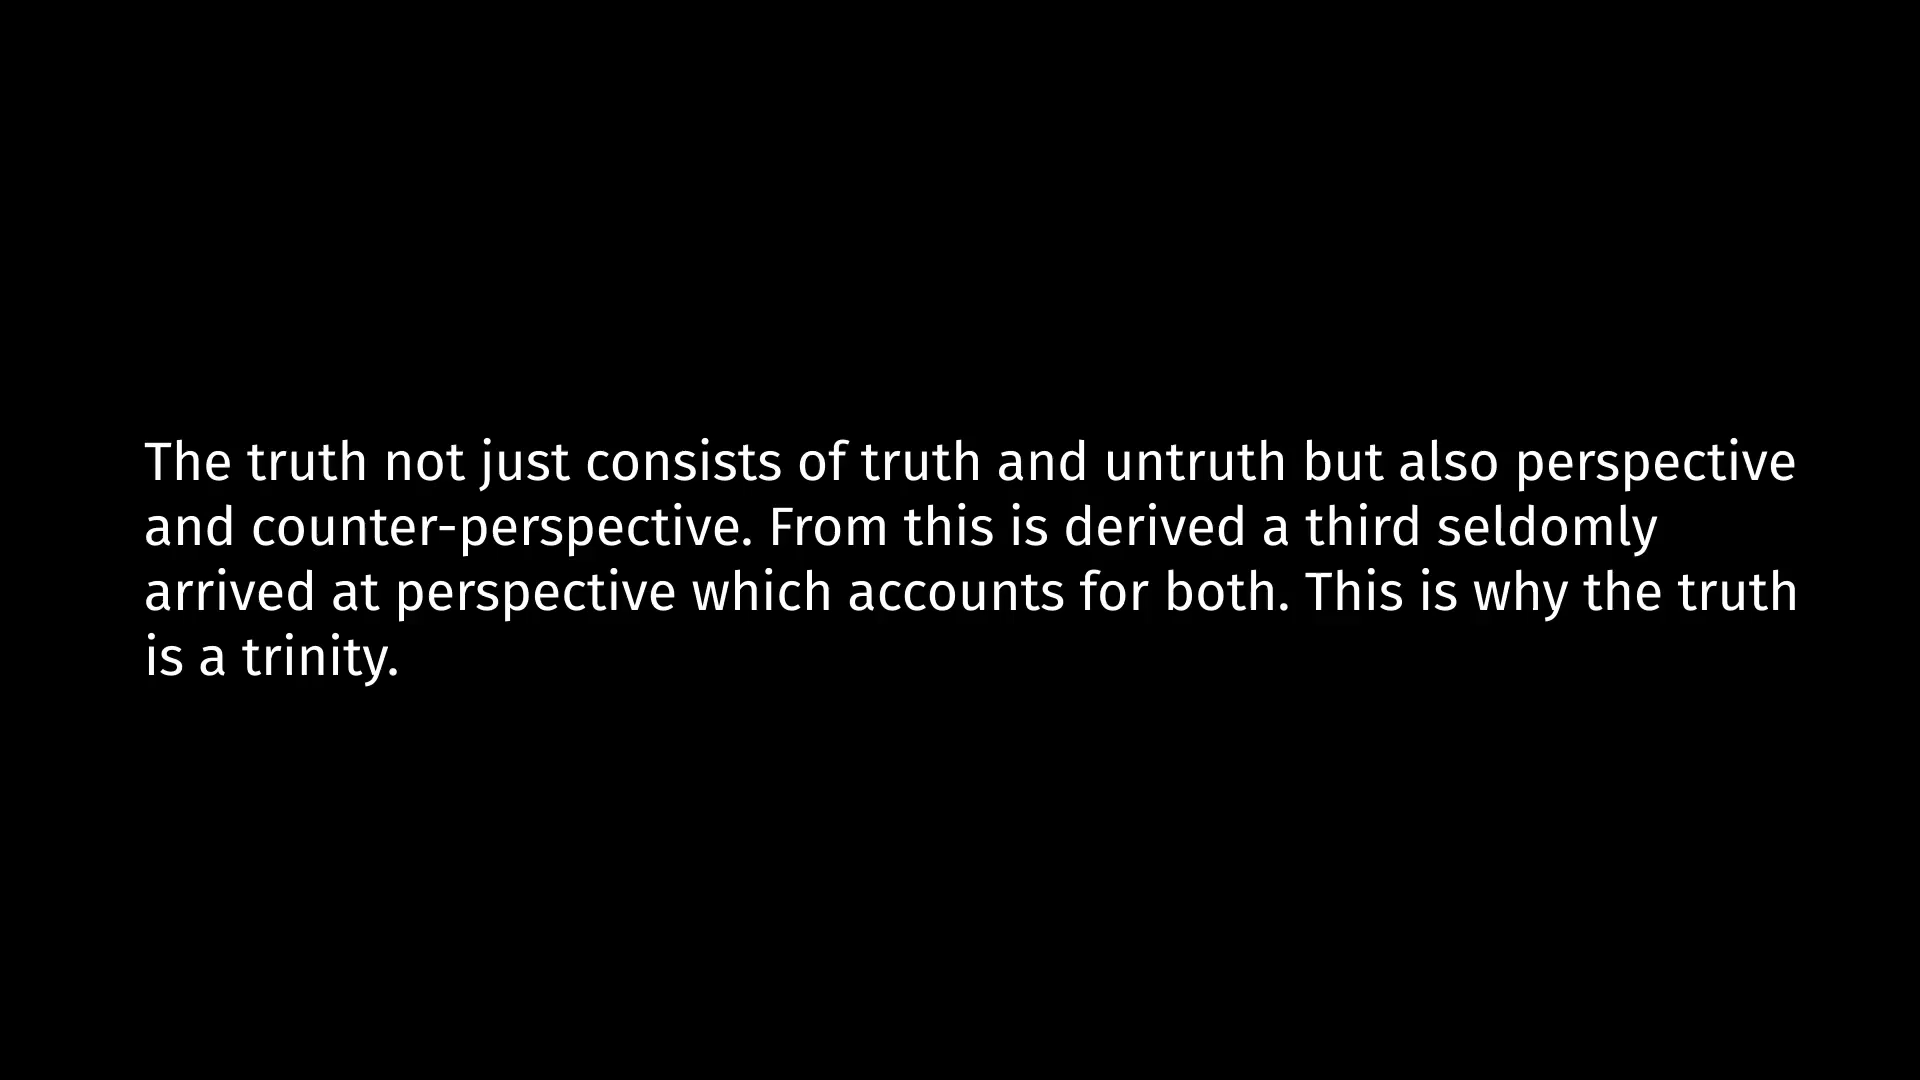 The truth not just consists of truth and untruth but also perspective
and counter-perspective. From this is derived a third seldomly
arrived at perspective which accounts for both. This is why the truth
is a trinity.